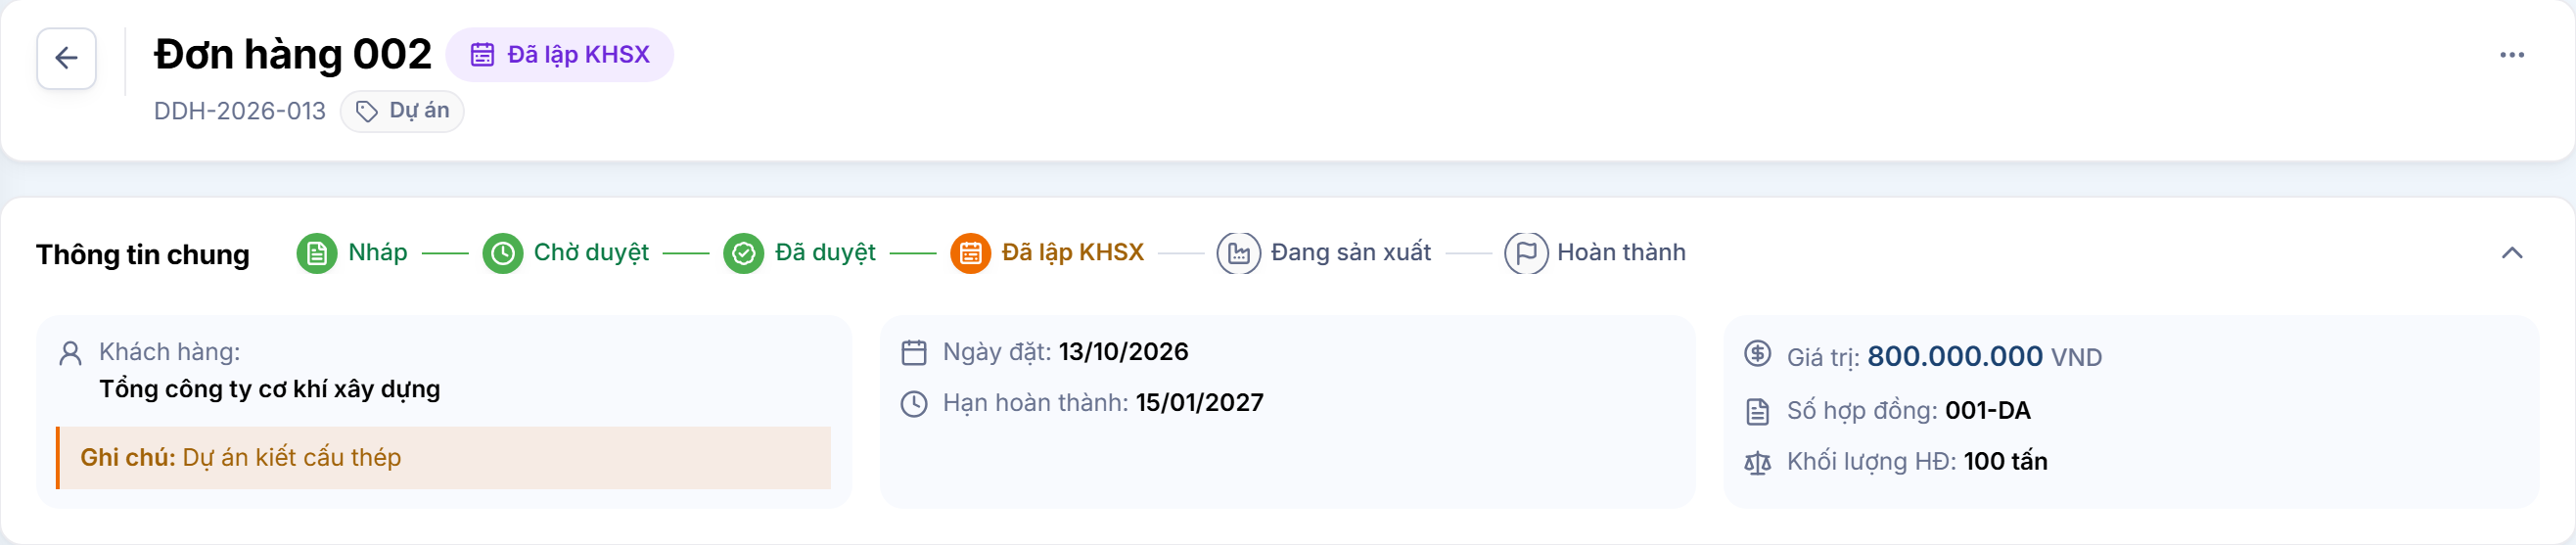 Đơn hàng 002
Đã lập KHSX
DDH-2026-013
Dự án
Thông tin chung
Nháp
Chờ duyệt
Đã duyệt
Đã lập KHSX
Đang sản xuất
Hoàn thành
Khách hàng:
Tổng công ty cơ khí xây dựng
Ghi chú: Dự án kiết cấu thép
Ngày đặt: 13/10/2026
Hạn hoàn thành: 15/01/2027
Giá trị: 800.000.000 VND
Số hợp đồng: 001-DA
Khối lượng HĐ: 100 tấn